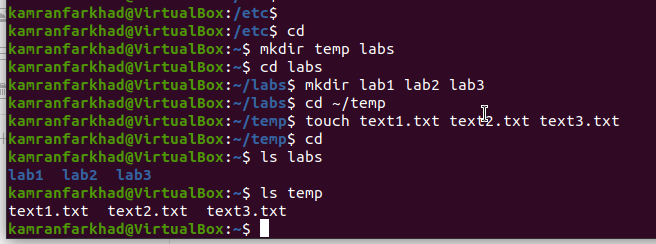 kamranfarkhad@VirtualBox:/etc$
kamranfarkhad@VirtualBox:/etc$ cd
kamranfarkhad@VirtualBox:~$ mkdir temp labs
kamranfarkhad@VirtualBox:~$ cd labs
kamranfarkhad@VirtualBox:~/labs$ mkdir lab1 lab2 lab3
kamranfarkhad@VirtualBox:~/labs$ cd ~/temp
kamranfarkhad@VirtualBox:~/temp$ touch text1.txt text2.txt text3.txt
kamranfarkhad@VirtualBox:~/temp$ cd
kamranfarkhad@VirtualBox:~$ ls labs
lab1  lab2  lab3
kamranfarkhad@VirtualBox:~$ ls temp
text1.txt  text2.txt  text3.txt
kamranfarkhad@VirtualBox:~$